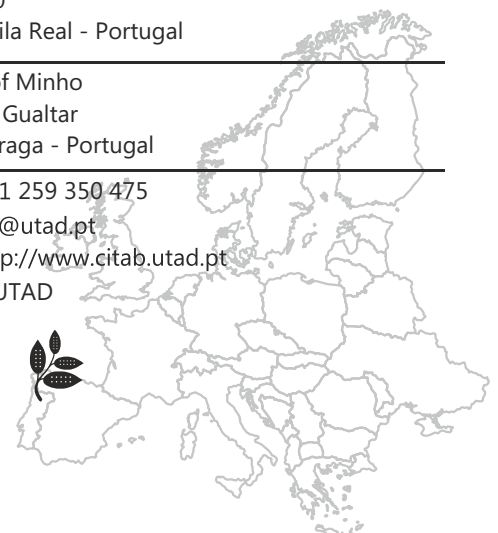 ila Real - Portugal
f Minho
Gualtar
raga - Portugal
1 259 350 475
@utad.pt
p://www.citab.utad.pt
UTAD